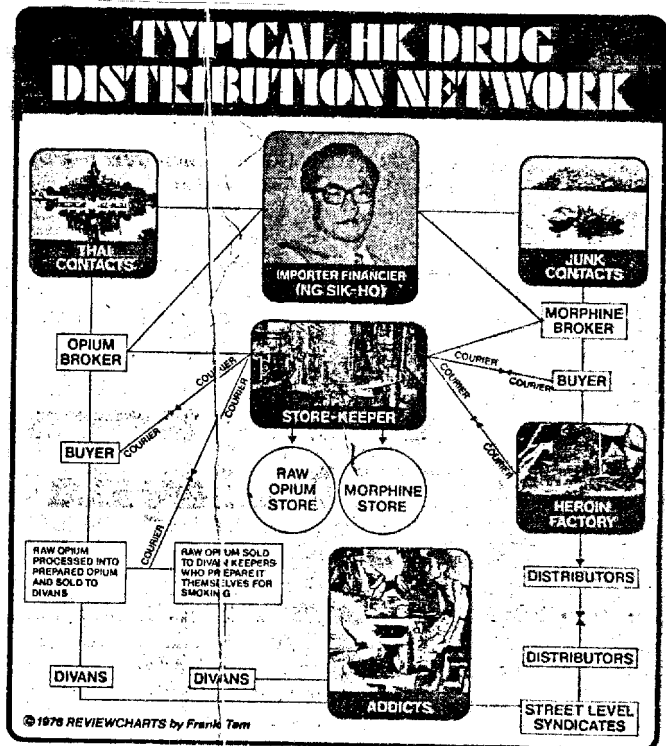 TYPICAL HK DRUG
DISTRIBUTION NETWORK
THAI
CONTACTS
IMPORTER FINANCIER
(NG SIK-HO)
JUNK
CONTACTS
OPIUM
BROKER
MORPHINE
BROKER
COURIER
COURIER
COURIER
COURIER
BUYER
STORE-KEEPER
BUYER
COURIER
COURIER
COURIER
COURIER
RAW
OPIUM
STORE
MORPHINE
STORE
HEROIN
FACTORY
RAW OPIUM
PROCESSED INTO
PREPARED OPIUM
AND SOLD TO
DIVANS
RAW OPIUM SOLD
TO DIVAN KEEPERS
WHO PREPARE IT
THEMSELVES FOR
SMOKING
DISTRIBUTORS
DISTRIBUTORS
DIVANS
DIVANS
ADDICTS
STREET LEVEL
SYNDICATES
©1976 REVIEWCHARTS by Frank Tam